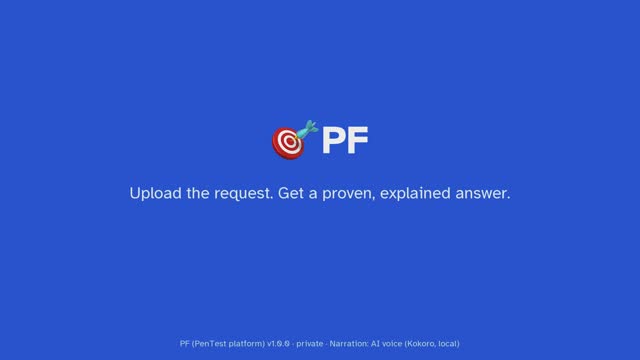 PF
Upload the request. Get a proven, explained answer.
PF (PenTest platform) v1.0.0 · private · Narration: AI voice (Kokoro, local)